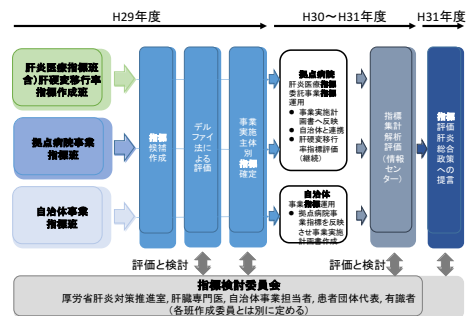 H29年度
H30～H31年度
H31年度
肝炎医療指標班
含)肝硬変移行率
指標作成班
拠点病院事業
指標班
自治体事業
指標班
指標
候補
作成
デル
ファイ
法によ
る評価
事業
実施
主体
別
指標
確定
拠点病院
肝炎医療指標
委託事業指標
運用
● 事業実施計
画書へ反映
● 自治体と連携
● 肝硬変移行
率指標評価
(継続)
自治体
事業指標運用
● 拠点病院事
業指標を反映
させ事業実施
計画書作成
指標
集計
解析
評価
(情報
セン
ター)
指標
評価
肝炎
総合
政策
への
提言
評価と検討
評価と検討
指標検討委員会
厚労省肝炎対策推進室, 肝臓専門医, 自治体事業担当者, 患者団体代表, 有識者
(各班作成委員とは別に定める)